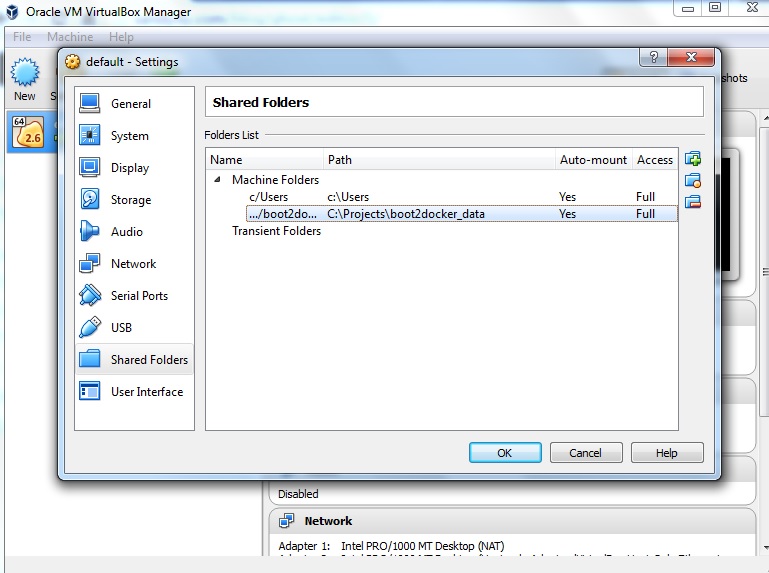 Oracle VM VirtualBox Manager
File Machine Help
New
64
2.6
shots
default - Settings
General
System
Display
Storage
Audio
Network
Serial Ports
USB
Shared Folders
User Interface
Shared Folders
Folders List
Name Path Auto-mount Access
Machine Folders
c/Users c:\Users Yes Full
.../boot2do... C:\Projects\boot2docker_data Yes Full
Transient Folders
OK Cancel Help
Disabled
Network
Adapter 1: Intel PRO/1000 MT Desktop (NAT)